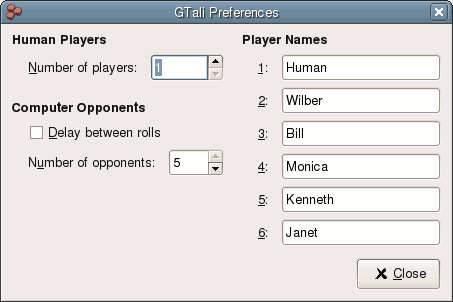 GTali Preferences
Human Players
Number of players: 1
Computer Opponents
Delay between rolls
Number of opponents: 5
Player Names
1: Human
2: Wilber
3: Bill
4: Monica
5: Kenneth
6: Janet
Close